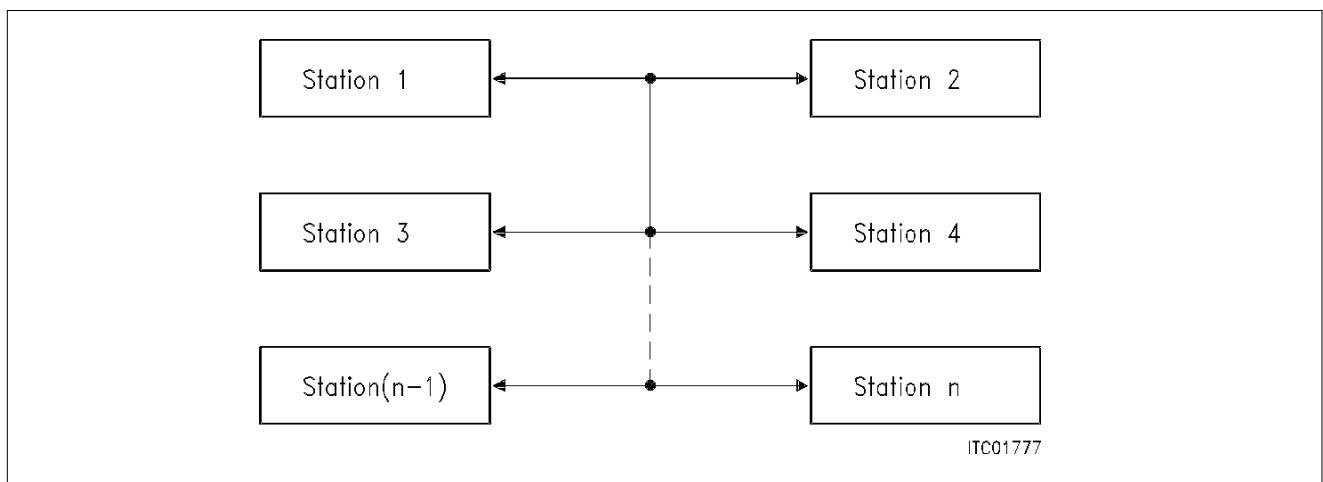 Station 1
Station 2
Station 3
Station 4
Station(n-1)
Station n
ITC01777